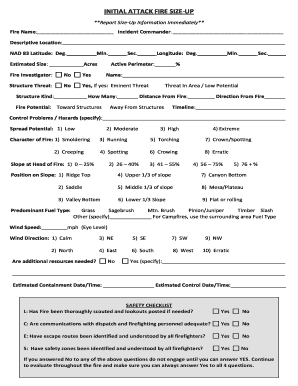 INITIAL ATTACK FIRE SIZE-UP
**Report Size-Up Information Immediately**
Fire Name: Incident Commander:
Descriptive Location:
NAD 83 Latitude: Deg. Min. Sec. Longitude: Deg. Min. Sec.
Estimated Size: Acres Active Perimeter: %
Fire Investigator: No Yes Name:
Structure Threat: No Yes, If yes: Eminent Threat Threat in Area / Low Potential
Structure Kind: How Many: Distance From Fire: Direction From Fire:
Fire Potential: Toward Structures Away From Structures Timeline:
Control Problems / Hazards (specify):
Spread Potential: 1) Low 2) Moderate 3) High 4) Extreme
Character of Fire: 1) Smoldering 3) Running 5) Torching 7) Crown/Spotting
2) Creeping 4) Spotting 6) Crowning 8) Erratic
Slope at Head of Fire: 1) 0 – 25% 2) 26 – 40% 3) 41 – 55% 4) 56 – 75% 5) 76 + %
Position on Slope: 1) Ridge Top 4) Upper 1/3 of slope 7) Canyon Bottom
2) Saddle 5) Middle 1/3 of slope 8) Mesa/Plateau
3) Valley Bottom 6) Lower 1/3 Slope 9) Flat or rolling
Predominant Fuel Type: Grass Sagebrush Mtn. Brush Pinion/Juniper Timber Slash
Other (specify) For Campfires, use the surrounding area Fuel Type
Wind Speed: mph (Eye Level)
Wind Direction: 1) Calm 3) NE 5) SE 7) SW 9) NW
2) North 4) East 6) South 8) West 10) Erratic
Are additional resources needed? No Yes (specify):
Estimated Containment Date/Time: Estimated Control Date/Time:
SAFETY CHECKLIST
L: Has Fire been thoroughly scouted and lookouts posted if needed? Yes No
C: Are communications with dispatch and firefighting personnel adequate? Yes No
E: Have escape routes been identified and understood by all firefighters? Yes No
S: Have safety zones been identified and understood by all firefighters? Yes No
If you answered No to any of the above questions do not engage until you can answer YES. Continue
to evaluate throughout the fire and make sure you can always answer Yes to all 4 questions.